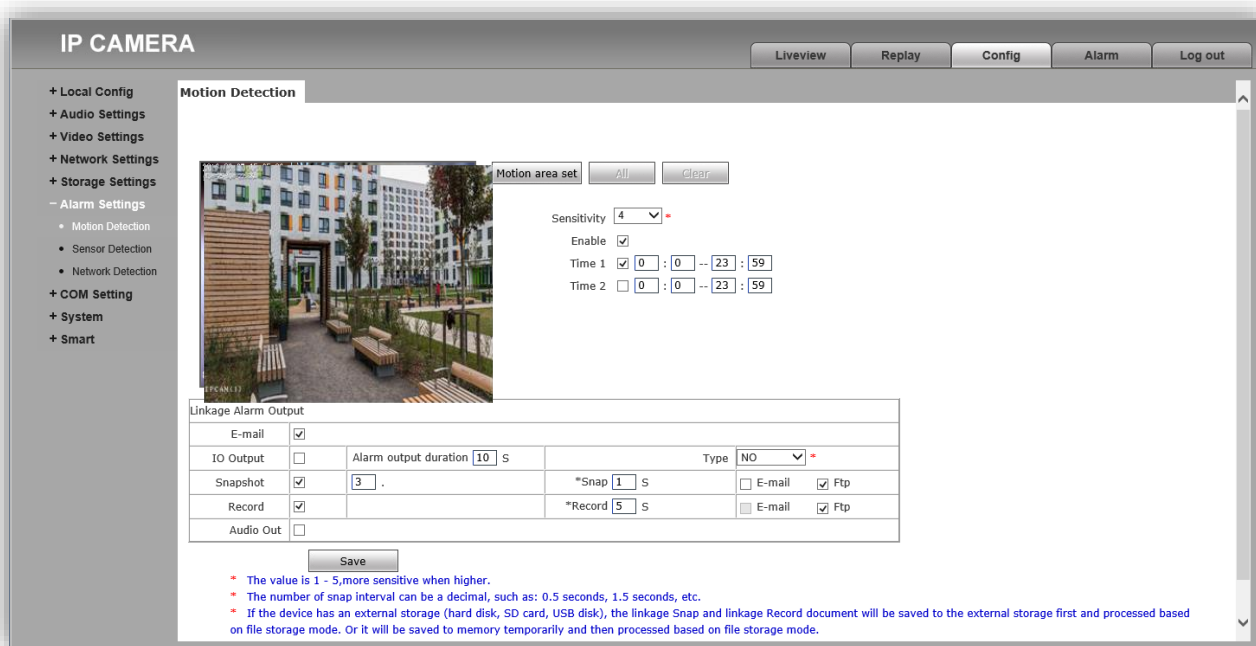 IP CAMERA
Liveview Replay Config Alarm Log out
+ Local Config
+ Audio Settings
+ Video Settings
+ Network Settings
+ Storage Settings
− Alarm Settings
• Motion Detection
• Sensor Detection
• Network Detection
+ COM Setting
+ System
+ Smart
Motion Detection
Motion area set All Clear
Sensitivity 4 *
Enable
Time 1 0 : 0 -- 23 : 59
Time 2 0 : 0 -- 23 : 59
IPCAM(S)
Linkage Alarm Output
E-mail
IO Output Alarm output duration 10 S Type NO *
Snapshot 3 . *Snap 1 S E-mail Ftp
Record *Record 5 S E-mail Ftp
Audio Out
Save
* The value is 1 - 5,more sensitive when higher.
* The number of snap interval can be a decimal, such as: 0.5 seconds, 1.5 seconds, etc.
* If the device has an external storage (hard disk, SD card, USB disk), the linkage Snap and linkage Record document will be saved to the external storage first and processed based
on file storage mode. Or it will be saved to memory temporarily and then processed based on file storage mode.